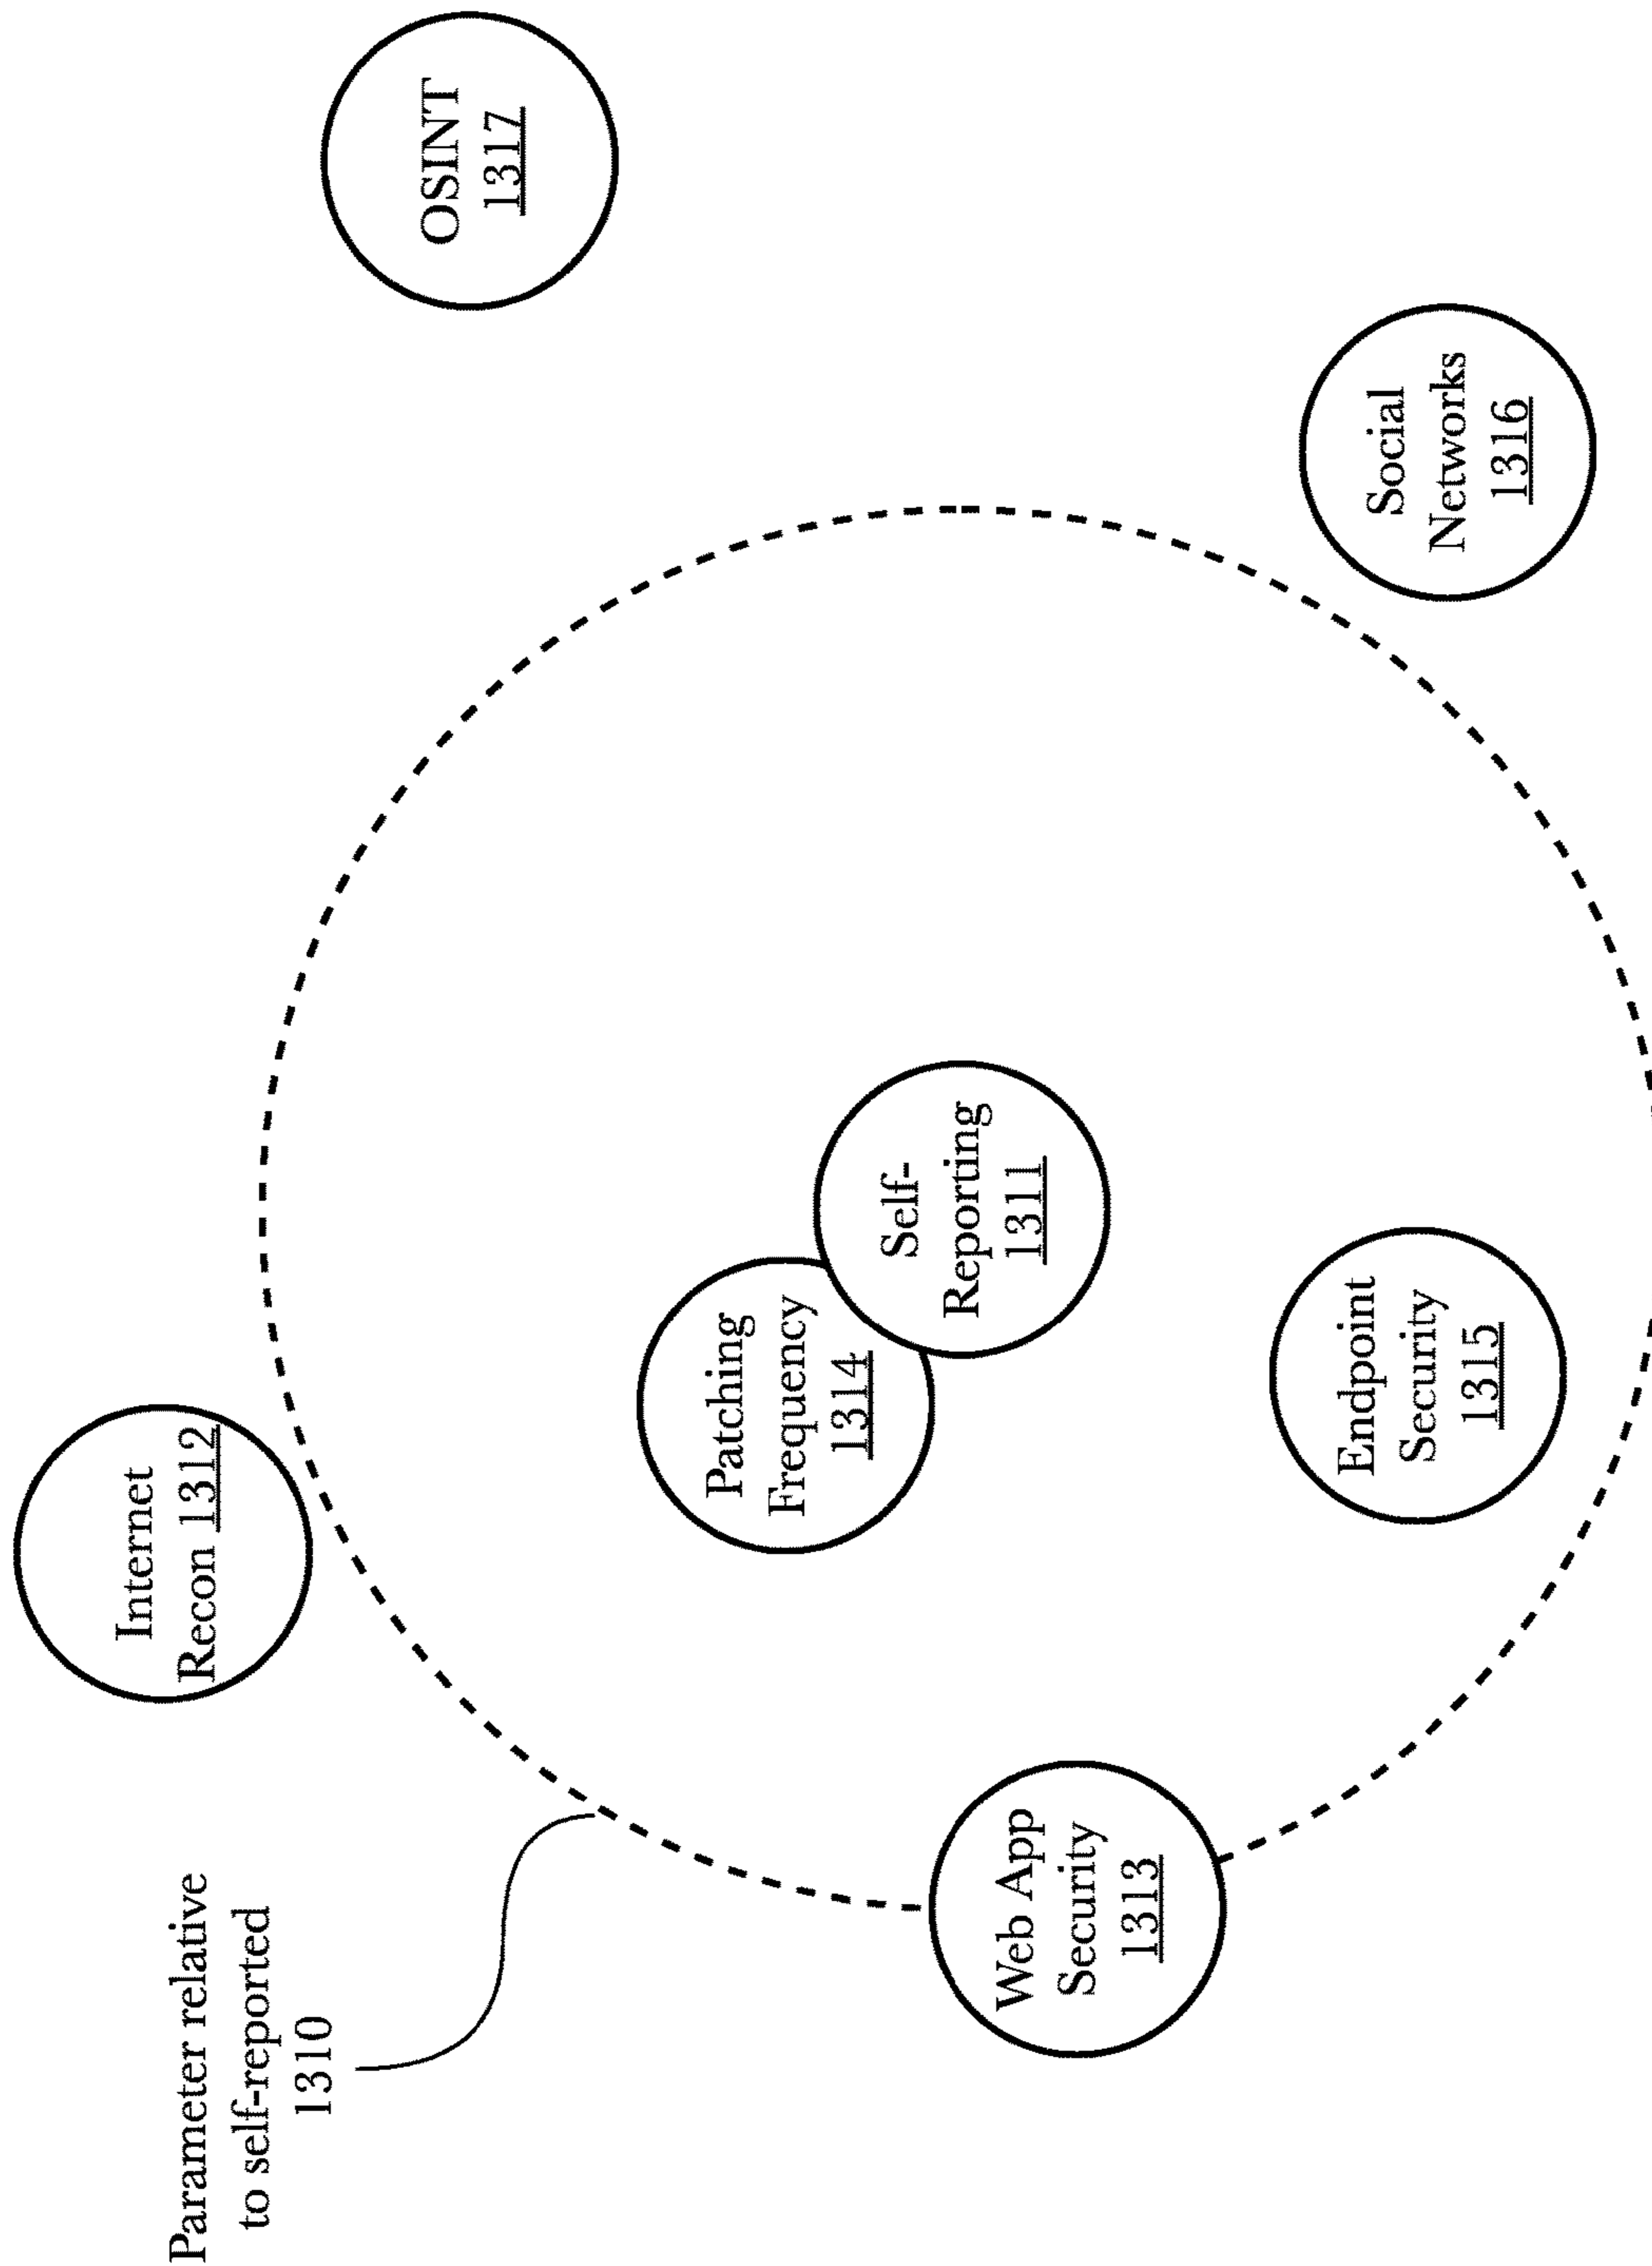 Parameter relative
to self-reported
1310
Internet
Recon 1312
OSINT
1317
Patching
Frequency
1314
Self-
Reporting
1311
Web App
Security
1313
Endpoint
Security
1315
Social
Networks
1316